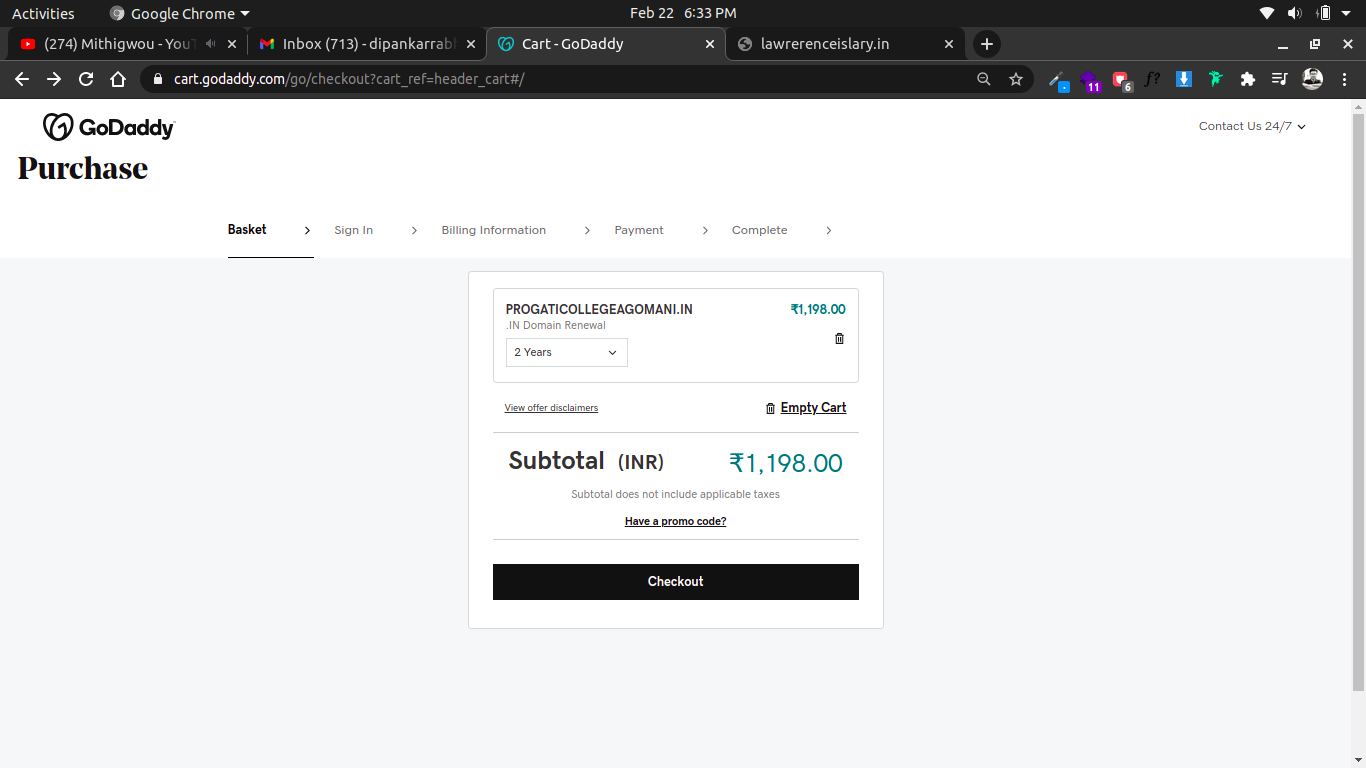 Activities Google Chrome Feb 22 6:33 PM
(274) Mithigwou - YouT Inbox (713) - dipankarrab Cart - GoDaddy lawrerenceislary.in
cart.godaddy.com/go/checkout?cart_ref=header_cart#/
11 6 f?
GoDaddy Contact Us 24/7
Purchase
Basket Sign In Billing Information Payment Complete
PROGATICOLLEGEAGOMANI.IN ₹1,198.00
.IN Domain Renewal
2 Years
View offer disclaimers Empty Cart
Subtotal (INR) ₹1,198.00
Subtotal does not include applicable taxes
Have a promo code?
Checkout